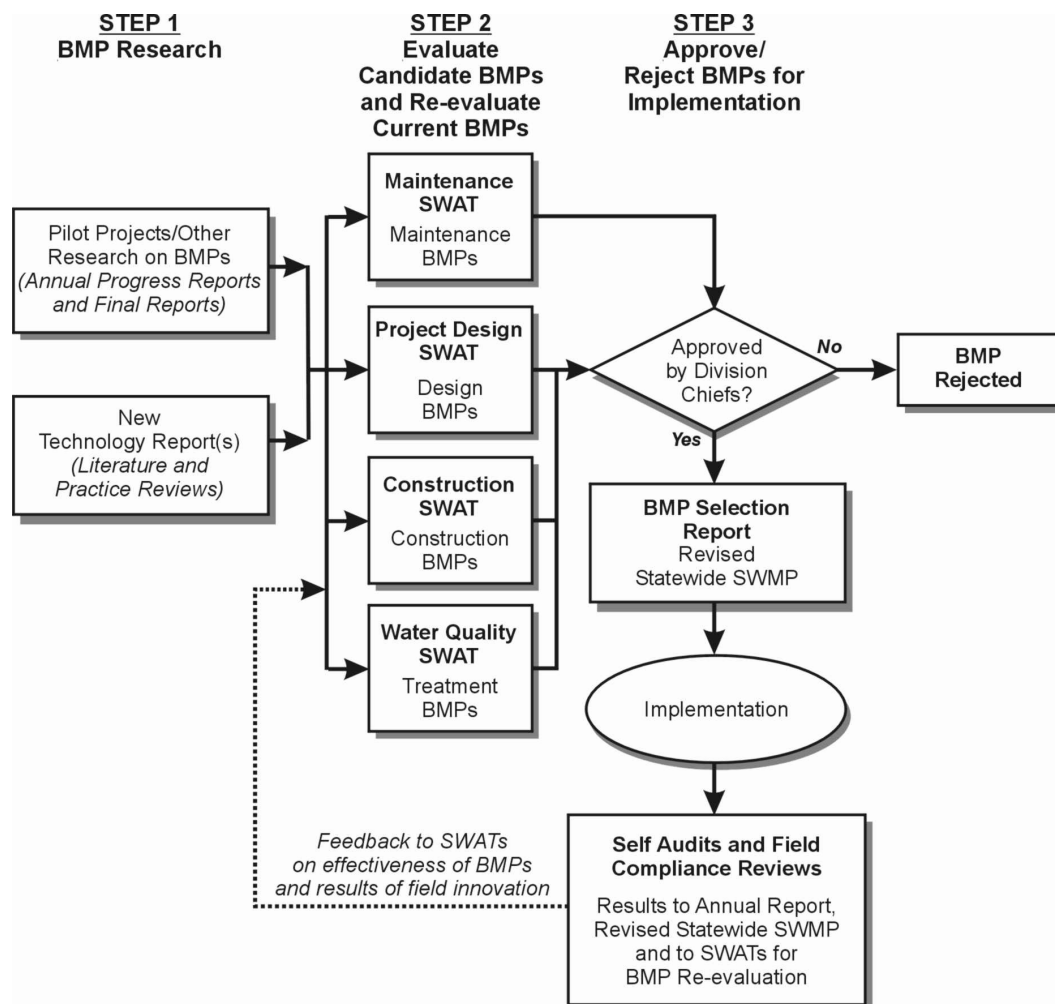 STEP 1
BMP Research
STEP 2
Evaluate
Candidate BMPs
and Re-evaluate
Current BMPs
STEP 3
Approve/
Reject BMPs for
Implementation
Pilot Projects/Other
Research on BMPs
(Annual Progress Reports
and Final Reports)
New
Technology Report(s)
(Literature and
Practice Reviews)
Maintenance
SWAT
Maintenance
BMPs
Project Design
SWAT
Design
BMPs
Construction
SWAT
Construction
BMPs
Water Quality
SWAT
Treatment
BMPs
Approved
by Division
Chiefs?
No
BMP
Rejected
Yes
BMP Selection
Report
Revised
Statewide SWMP
Implementation
Self Audits and Field
Compliance Reviews
Results to Annual Report,
Revised Statewide SWMP
and to SWATs for
BMP Re-evaluation
Feedback to SWATs
on effectiveness of BMPs
and results of field innovation